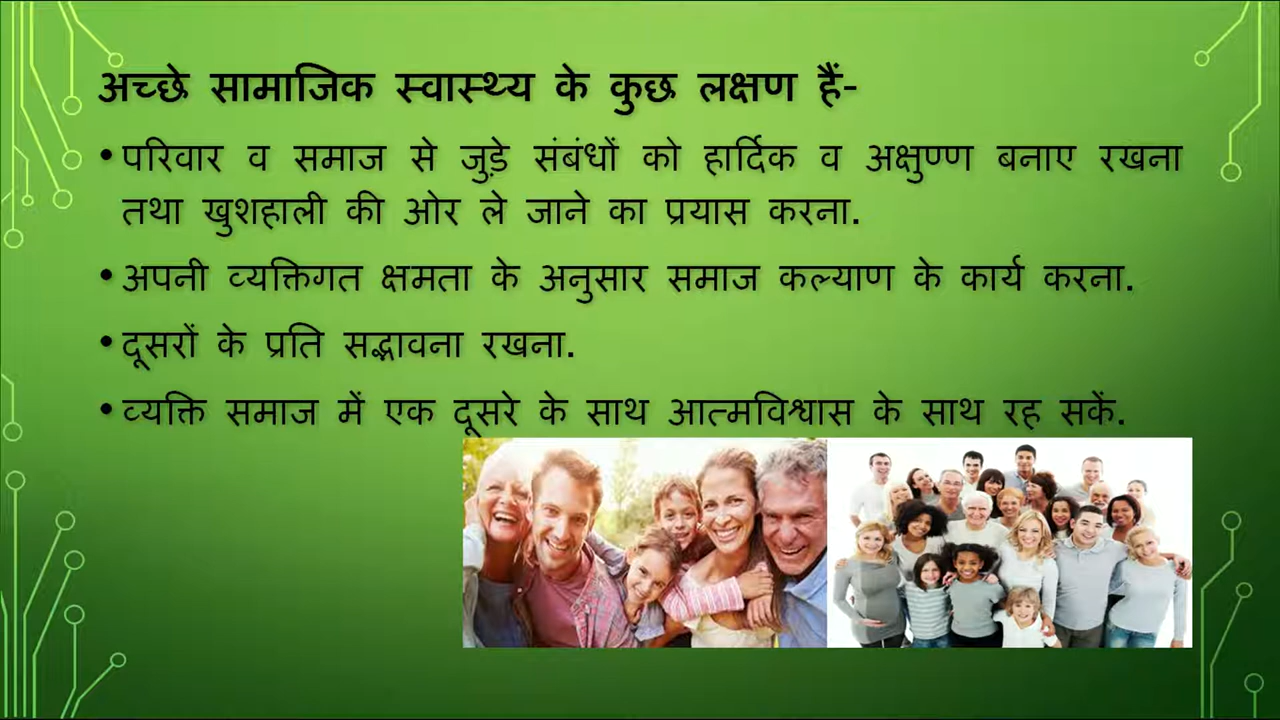 अच्छे सामाजिक स्वास्थ्य के कुछ लक्षण हैं-
• परिवार व समाज से जुड़े संबंधों को हार्दिक व अक्षुण्ण बनाए रखना
तथा खुशहाली की ओर ले जाने का प्रयास करना.
• अपनी व्यक्तिगत क्षमता के अनुसार समाज कल्याण के कार्य करना.
• दूसरों के प्रति सद्भावना रखना.
• व्यक्ति समाज में एक दूसरे के साथ आत्मविश्वास के साथ रह सकें.